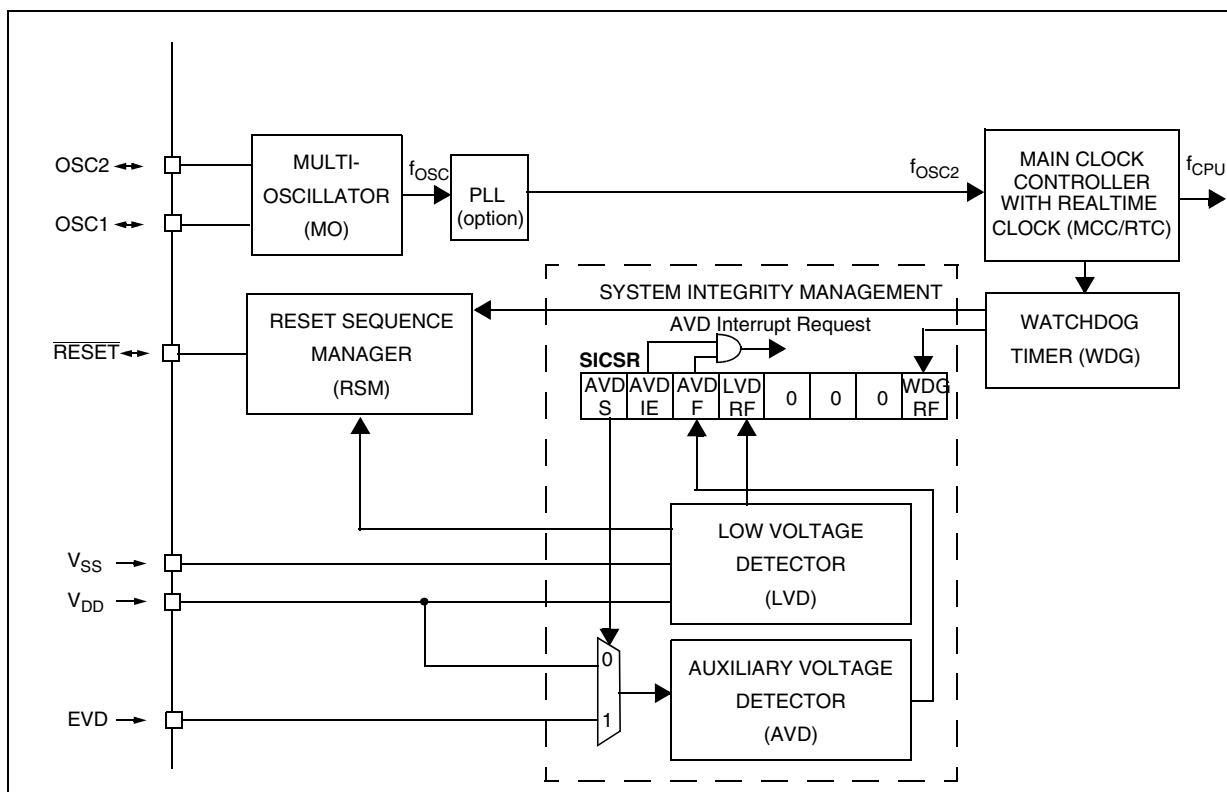 OSC2
OSC1
MULTI-
OSCILLATOR
(MO)
fOSC
PLL
(option)
fOSC2
MAIN CLOCK
CONTROLLER
WITH REALTIME
CLOCK (MCC/RTC)
fCPU
SYSTEM INTEGRITY MANAGEMENT
RESET
RESET SEQUENCE
MANAGER
(RSM)
AVD Interrupt Request
WATCHDOG
TIMER (WDG)
SICSR
AVD AVD AVD LVD 0 0 0 WDG
S IE F RF RF
VSS
VDD
LOW VOLTAGE
DETECTOR
(LVD)
EVD
0
1
AUXILIARY VOLTAGE
DETECTOR
(AVD)